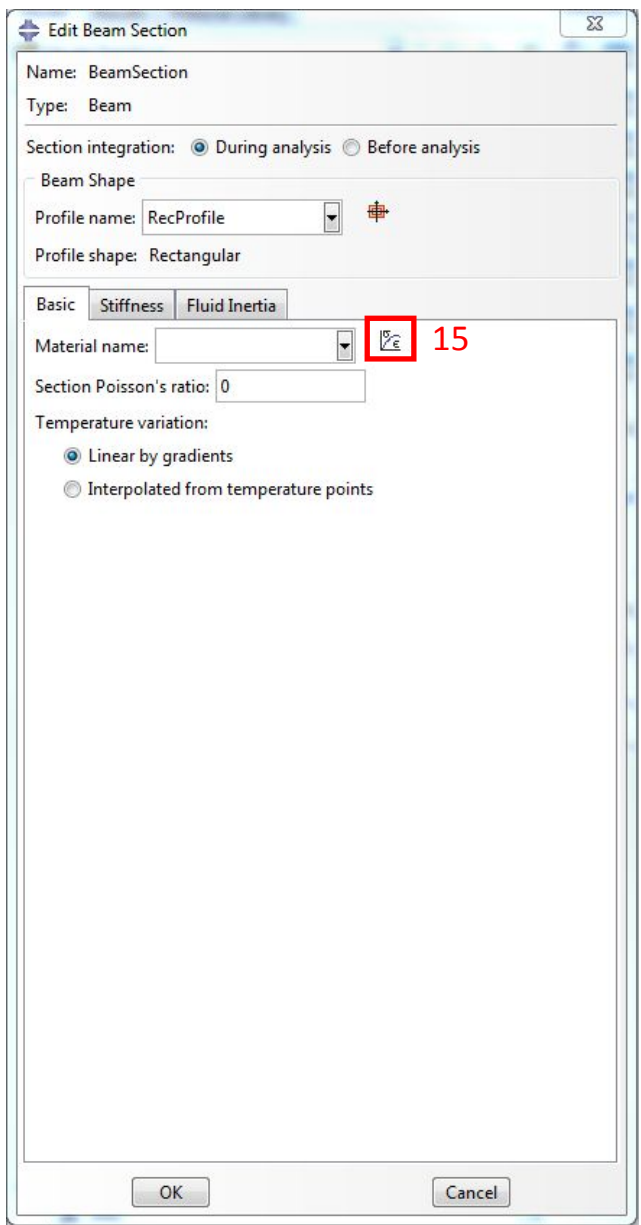 Edit Beam Section
Name: BeamSection
Type: Beam
Section integration: During analysis Before analysis
Beam Shape
Profile name: RecProfile
Profile shape: Rectangular
Basic Stiffness Fluid Inertia
Material name: σ ε 15
Section Poisson's ratio: 0
Temperature variation:
Linear by gradients
Interpolated from temperature points
OK Cancel